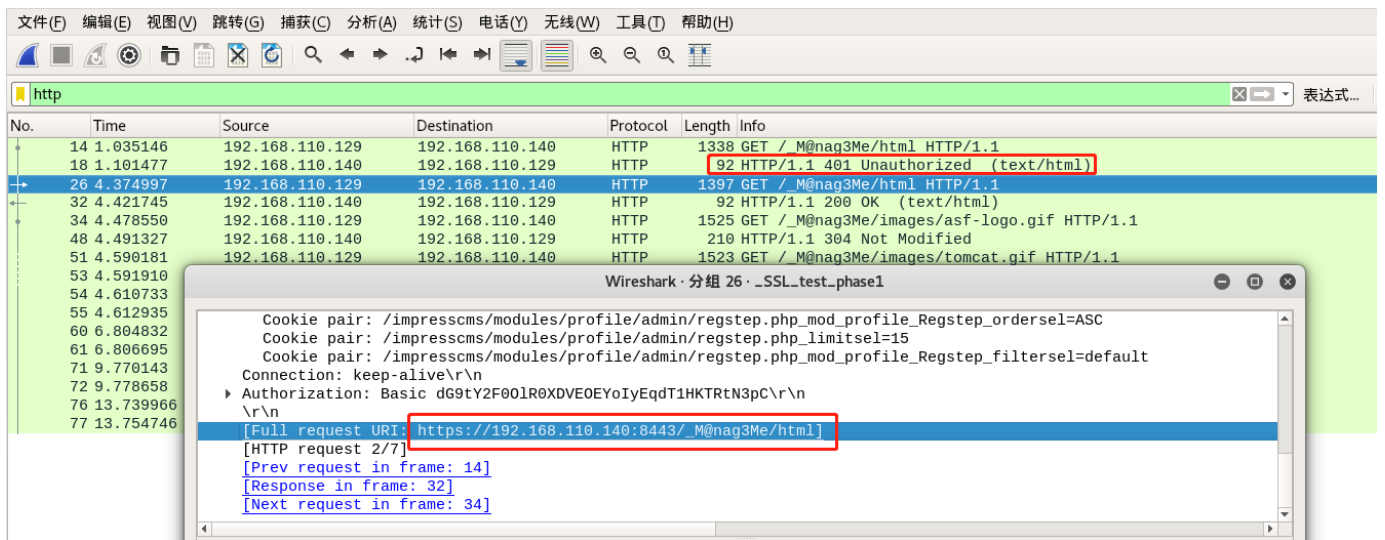 文件(F) 编辑(E) 视图(V) 跳转(G) 捕获(C) 分析(A) 统计(S) 电话(Y) 无线(W) 工具(T) 帮助(H)
http 表达式...
No. Time Source Destination Protocol Length Info
14 1.035146 192.168.110.129 192.168.110.140 HTTP 1338 GET /_M@nag3Me/html HTTP/1.1
18 1.101477 192.168.110.140 192.168.110.129 HTTP 92 HTTP/1.1 401 Unauthorized (text/html)
26 4.374997 192.168.110.129 192.168.110.140 HTTP 1397 GET /_M@nag3Me/html HTTP/1.1
32 4.421745 192.168.110.140 192.168.110.129 HTTP 92 HTTP/1.1 200 OK (text/html)
34 4.478550 192.168.110.129 192.168.110.140 HTTP 1525 GET /_M@nag3Me/images/asf-logo.gif HTTP/1.1
48 4.491327 192.168.110.140 192.168.110.129 HTTP 210 HTTP/1.1 304 Not Modified
51 4.590181 192.168.110.129 192.168.110.140 HTTP 1523 GET /_M@nag3Me/images/tomcat.gif HTTP/1.1
53 4.591910
54 4.610733
55 4.612935
60 6.804832
61 6.806695
71 9.770143
72 9.778658
76 13.739966
77 13.754746
Wireshark · 分组 26 · _SSL_test_phase1
Cookie pair: /impresscms/modules/profile/admin/regstep.php_mod_profile_Regstep_ordersel=ASC
Cookie pair: /impresscms/modules/profile/admin/regstep.php_limitsel=15
Cookie pair: /impresscms/modules/profile/admin/regstep.php_mod_profile_Regstep_filtersel=default
Connection: keep-alive\r\n
Authorization: Basic dG9tY2F0OlR0XDVEOEYoIyEqdT1HKTRtN3pC\r\n
\r\n
[Full request URI: https://192.168.110.140:8443/_M@nag3Me/html]
[HTTP request 2/7]
[Prev request in frame: 14]
[Response in frame: 32]
[Next request in frame: 34]